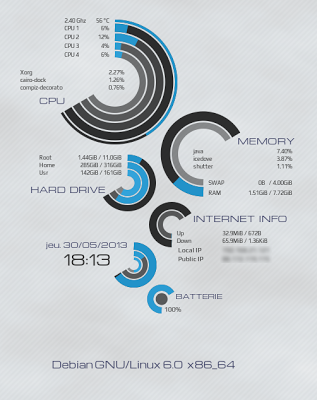 2.40 Ghz 56 °C
CPU 1 6%
CPU 2 12%
CPU 3 4%
CPU 4 6%
Xorg 2.27%
cairo-dock 1.26%
compiz-decorato 0.76%
CPU
MEMORY
java 7.40%
icedove 3.87%
shutter 1.11%
SWAP 0B / 4.00GiB
RAM 1.51GiB / 7.72GiB
Root 1.44GiB / 11.0GiB
Home 285GiB / 316GiB
Usr 142GiB / 161GiB
HARD DRIVE
INTERNET INFO
Up 32.9MiB / 672B
Down 65.9MiB / 1.36KiB
Local IP
Public IP
jeu. 30/05/2013
18:13
BATTERIE
100%
Debian GNU/Linux 6.0 x86_64